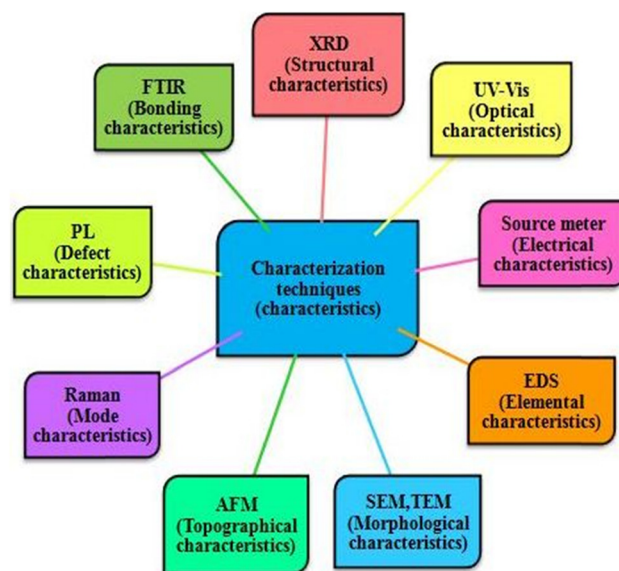 XRD
(Structural
characteristics)
FTIR
(Bonding
characteristics)
UV-Vis
(Optical
characteristics)
PL
(Defect
characteristics)
Characterization
techniques
(characteristics)
Source meter
(Electrical
characteristics)
Raman
(Mode
characteristics)
EDS
(Elemental
characteristics)
AFM
(Topographical
characteristics)
SEM,TEM
(Morphological
characteristics)